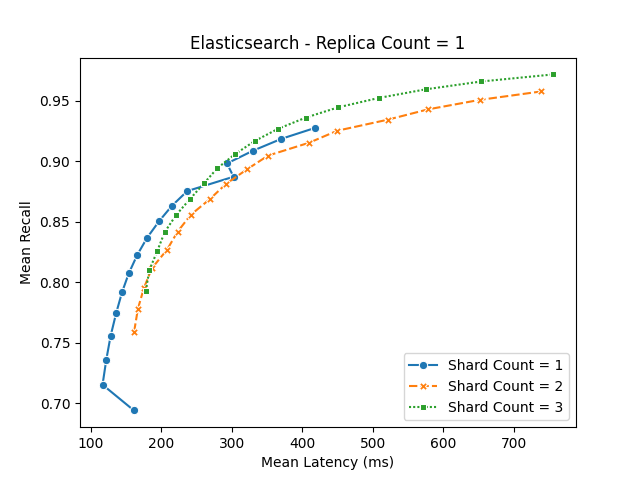 Elasticsearch - Replica Count = 1
0.95
0.90
0.85
0.80
0.75
0.70
Mean Recall
100
200
300
400
500
600
700
Mean Latency (ms)
Shard Count = 1
Shard Count = 2
Shard Count = 3